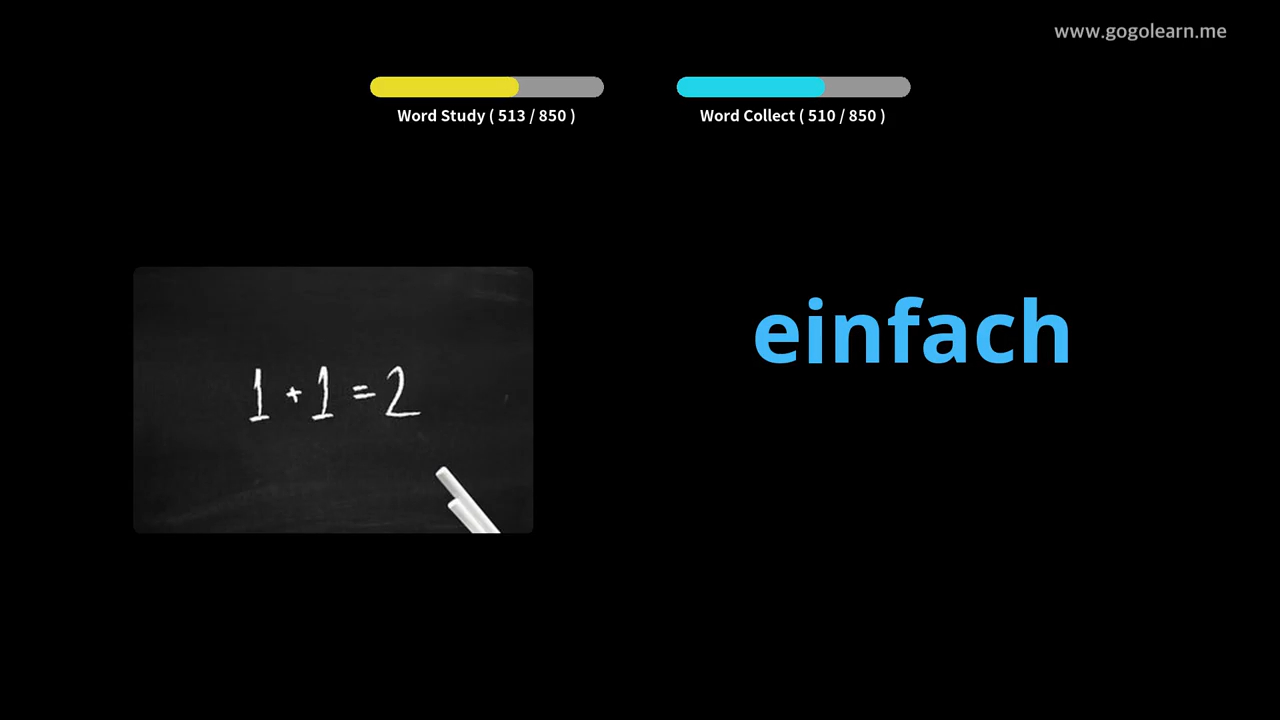 www.gogolearn.me
Word Study ( 513 / 850 )
Word Collect ( 510 / 850 )
einfach
1 + 1 = 2